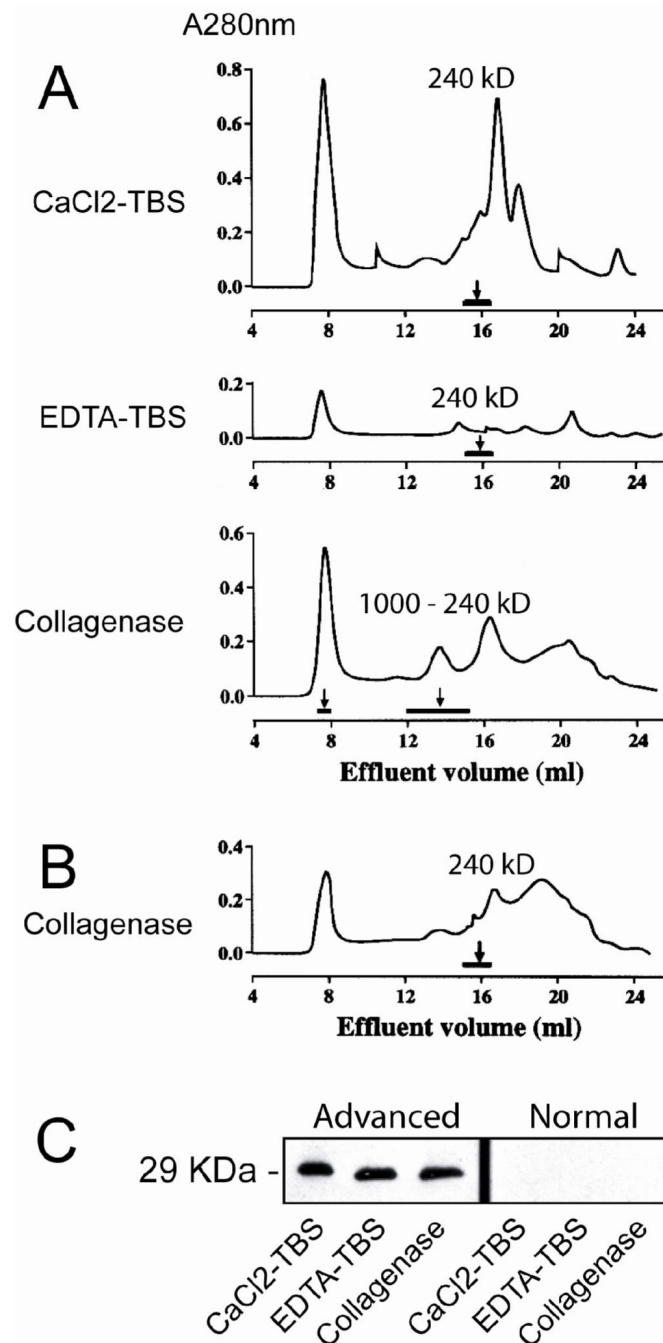 A280nm
A
CaCl2-TBS
240 kD
0.8
0.6
0.4
0.2
0.0
4 8 12 16 20 24
EDTA-TBS
240 kD
0.2
0.0
4 8 12 16 20 24
Collagenase
1000 - 240 kD
0.6
0.4
0.2
0.0
4 8 12 16 20 24
Effluent volume (ml)
B
Collagenase
240 kD
0.4
0.2
0.0
4 8 12 16 20 24
Effluent volume (ml)
C
Advanced Normal
29 KDa -
CaCl2-TBS
EDTA-TBS
Collagenase
CaCl2-TBS
EDTA-TBS
Collagenase